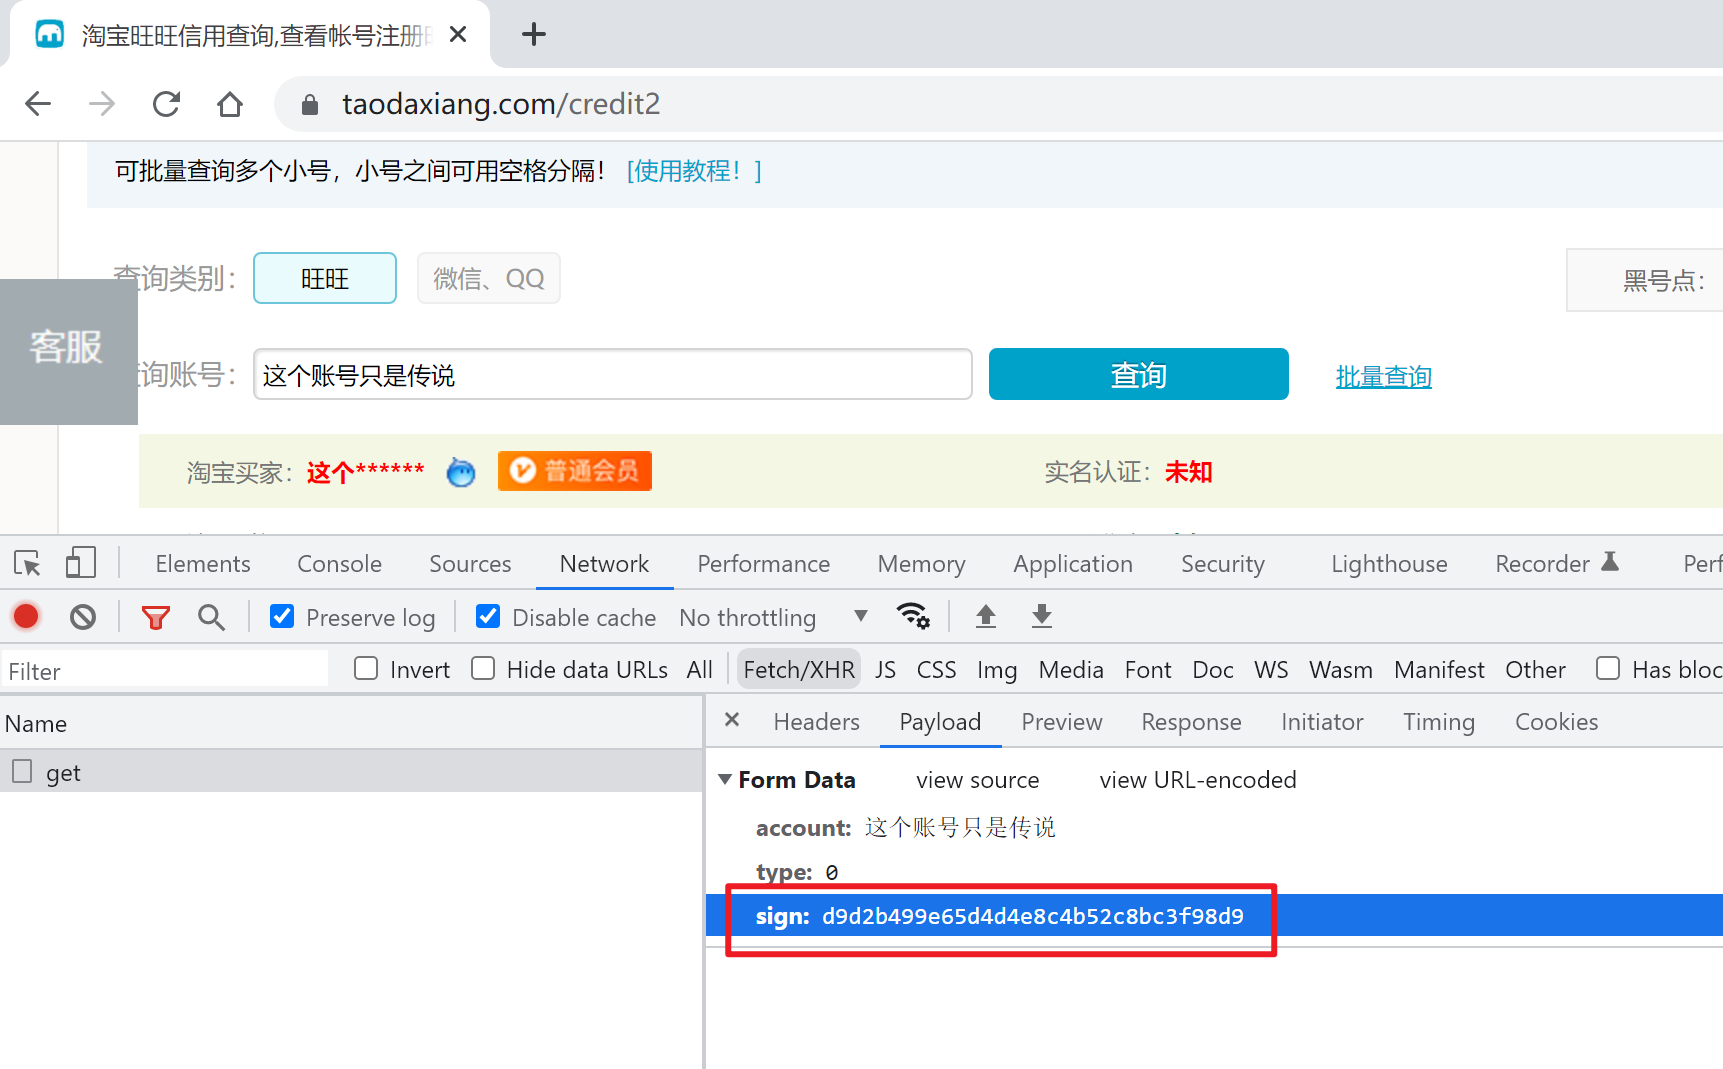 淘宝旺旺信用查询,查看帐号注册
taodaxiang.com/credit2
可批量查询多个小号，小号之间可用空格分隔！ [使用教程！]
查询类别： 旺旺 微信、QQ 黑号点：
客服
询账号： 这个账号只是传说 查询 批量查询
淘宝买家： 这个****** 普通会员 实名认证： 未知
Elements Console Sources Network Performance Memory Application Security Lighthouse Recorder Perf
Preserve log Disable cache No throttling
Filter Invert Hide data URLs All Fetch/XHR JS CSS Img Media Font Doc WS Wasm Manifest Other Has bloc
Name Headers Payload Preview Response Initiator Timing Cookies
get
Form Data view source view URL-encoded
account: 这个账号只是传说
type: 0
sign: d9d2b499e65d4d4e8c4b52c8bc3f98d9